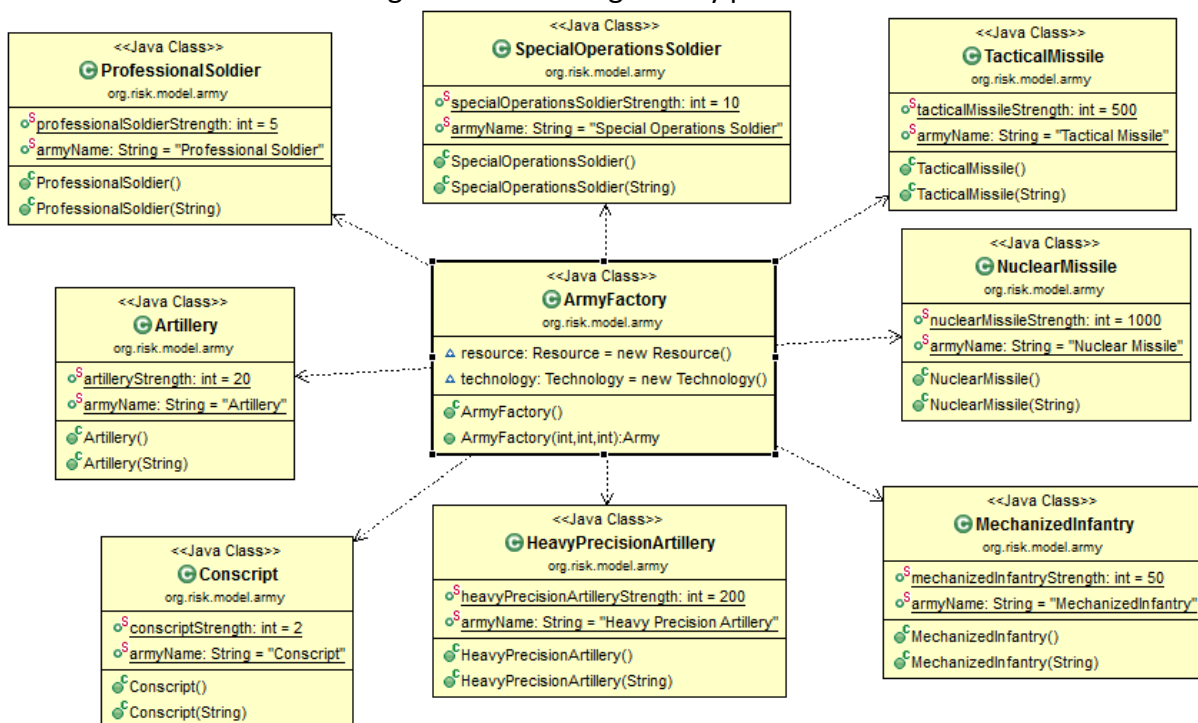 <<Java Class>>
ProfessionalSoldier
org.risk.model.army
professionalSoldierStrength: int = 5
armyName: String = "Professional Soldier"
ProfessionalSoldier()
ProfessionalSoldier(String)
<<Java Class>>
SpecialOperationsSoldier
org.risk.model.army
specialOperationsSoldierStrength: int = 10
armyName: String = "Special Operations Soldier"
SpecialOperationsSoldier()
SpecialOperationsSoldier(String)
<<Java Class>>
TacticalMissile
org.risk.model.army
tacticalMissileStrength: int = 500
armyName: String = "Tactical Missile"
TacticalMissile()
TacticalMissile(String)
<<Java Class>>
Artillery
org.risk.model.army
artilleryStrength: int = 20
armyName: String = "Artillery"
Artillery()
Artillery(String)
<<Java Class>>
ArmyFactory
org.risk.model.army
resource: Resource = new Resource()
technology: Technology = new Technology()
ArmyFactory()
ArmyFactory(int,int,int):Army
<<Java Class>>
NuclearMissile
org.risk.model.army
nuclearMissileStrength: int = 1000
armyName: String = "Nuclear Missile"
NuclearMissile()
NuclearMissile(String)
<<Java Class>>
Conscript
org.risk.model.army
conscriptStrength: int = 2
armyName: String = "Conscript"
Conscript()
Conscript(String)
<<Java Class>>
HeavyPrecisionArtillery
org.risk.model.army
heavyPrecisionArtilleryStrength: int = 200
armyName: String = "Heavy Precision Artillery"
HeavyPrecisionArtillery()
HeavyPrecisionArtillery(String)
<<Java Class>>
MechanizedInfantry
org.risk.model.army
mechanizedInfantryStrength: int = 50
armyName: String = "MechanizedInfantry"
MechanizedInfantry()
MechanizedInfantry(String)